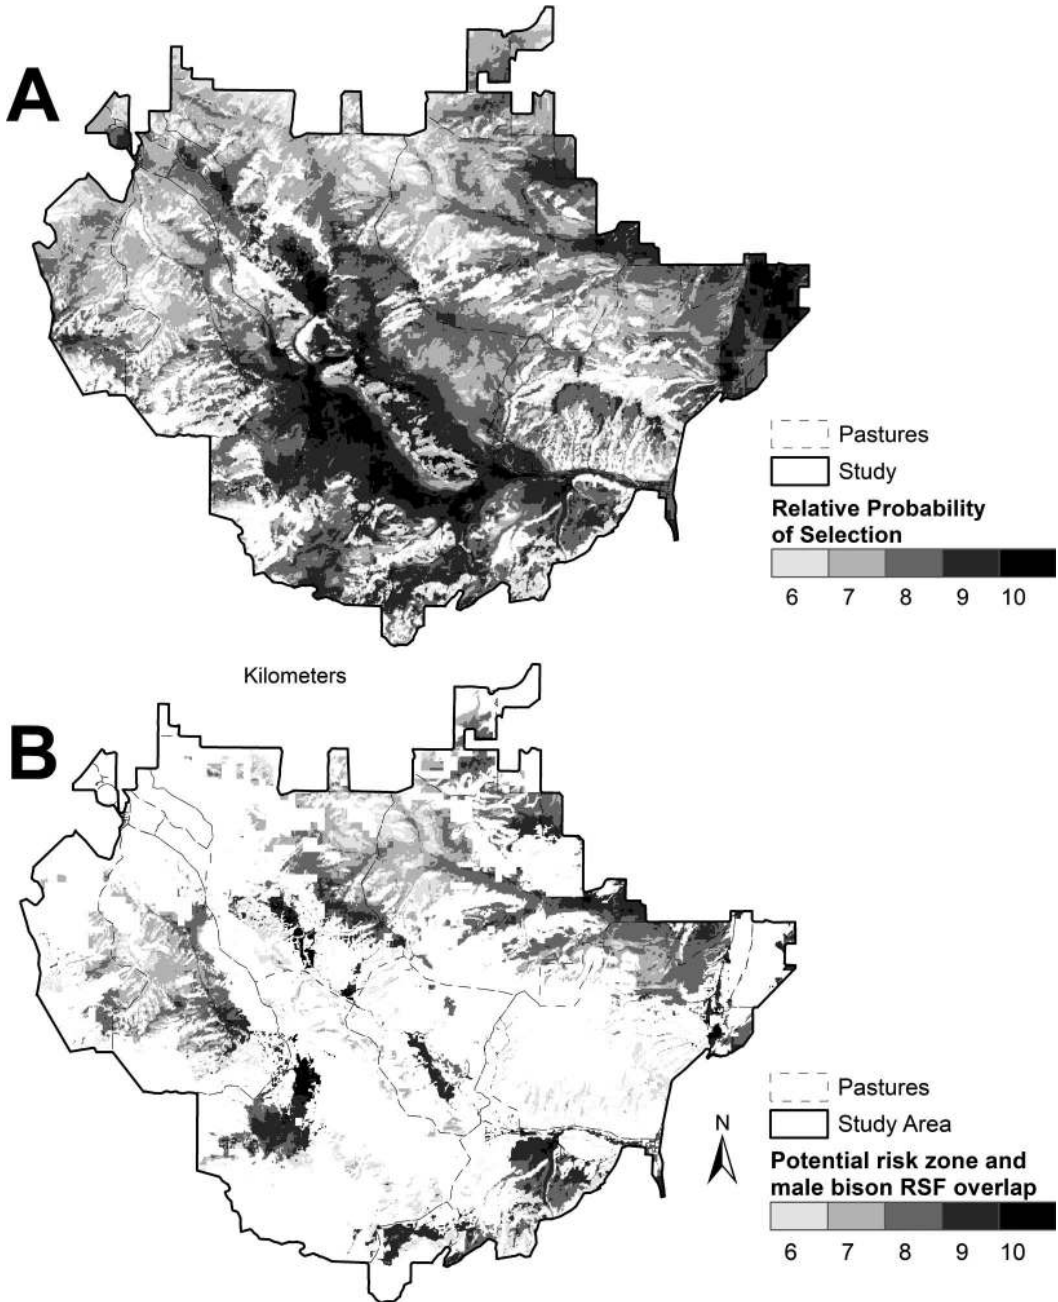 A
Pastures
Study
Relative Probability
of Selection
6 7 8 9 10
Kilometers
B
N
Pastures
Study Area
Potential risk zone and
male bison RSF overlap
6 7 8 9 10